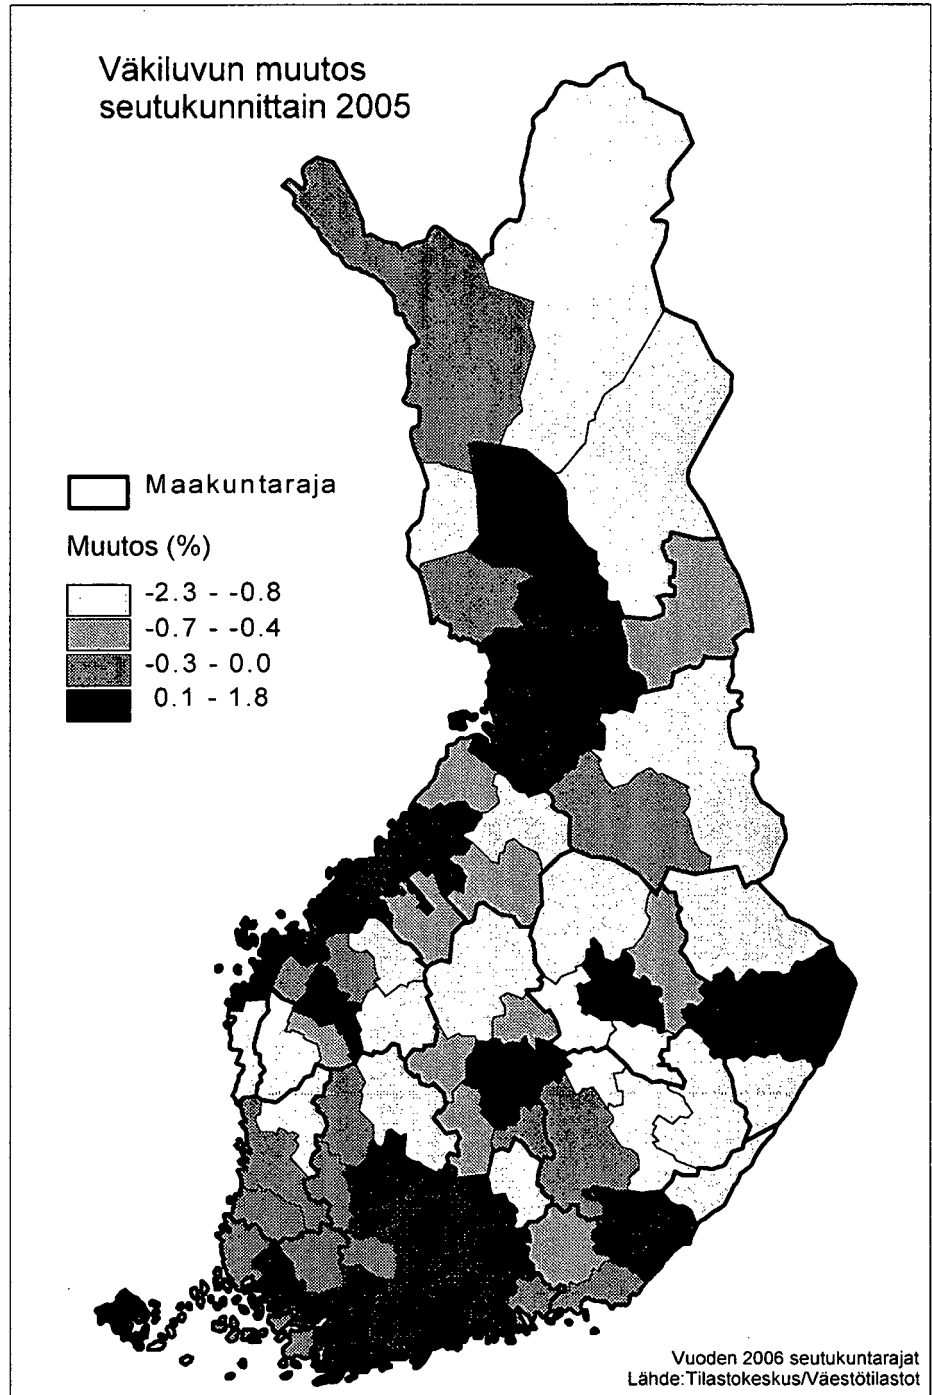 Väkiluvun muutos
seutukunnittain 2005
Maakuntaraja
Muutos (%)
-2.3 - -0.8
-0.7 - -0.4
-0.3 - 0.0
0.1 - 1.8
Vuoden 2006 seutukuntarajat
Lähde:Tilastokeskus/Väestötilastot